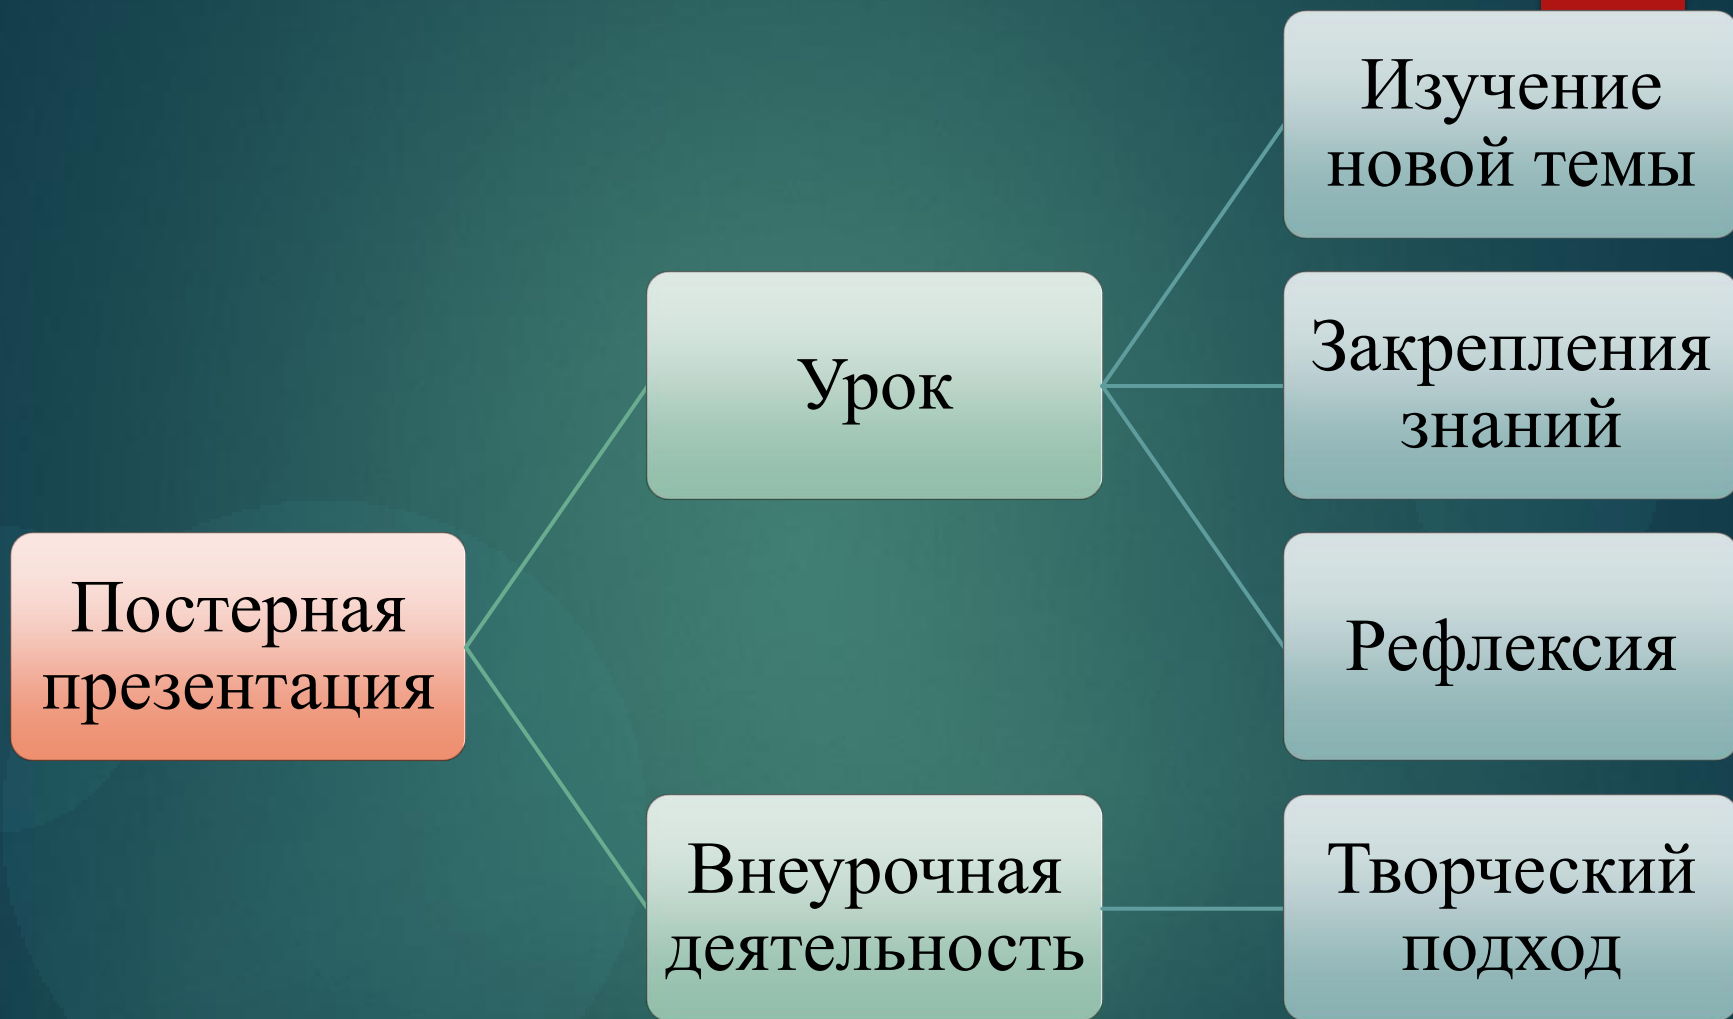 Изучение
новой темы
Урок
Закрепления
знаний
Постерная
презентация
Рефлексия
Внеурочная
деятельность
Творческий
подход